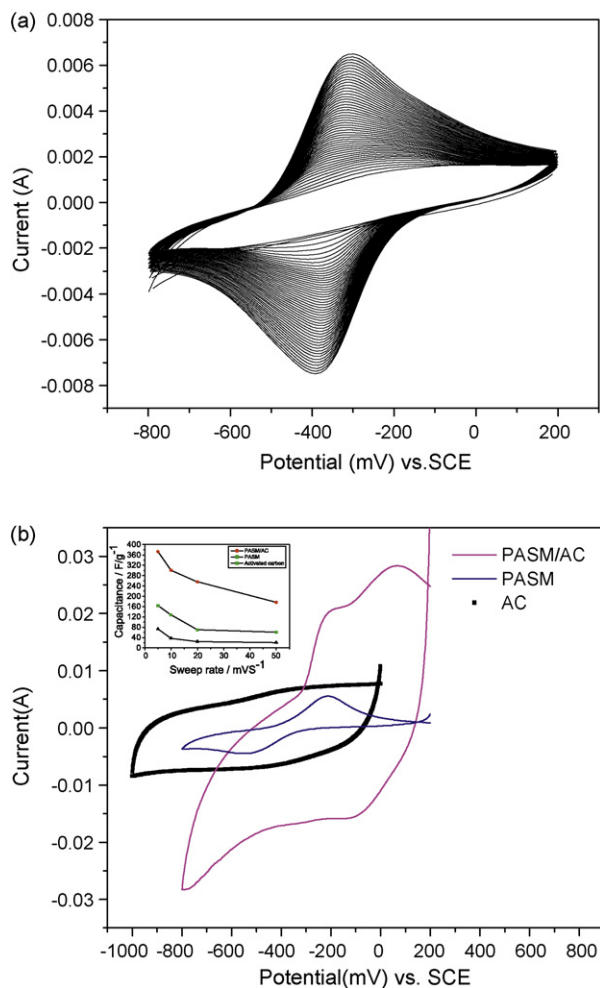 (a)
0.008
0.006
0.004
0.002
0.000
-0.002
-0.004
-0.006
-0.008
Current (A)
-800 -600 -400 -200 0 200
Potential (mV) vs.SCE
(b)
0.03
0.02
0.01
0.00
-0.01
-0.02
-0.03
Current(A)
400
360
320
280
240
200
160
120
80
40
0
Capacitance / F/g-1
PASM/AC
PASM
Activated carbon
0 10 20 30 40 50
Sweep rate / mVS-1
PASM/AC
PASM
AC
-1000 -800 -600 -400 -200 0 200 400 600 800
Potential(mV) vs. SCE